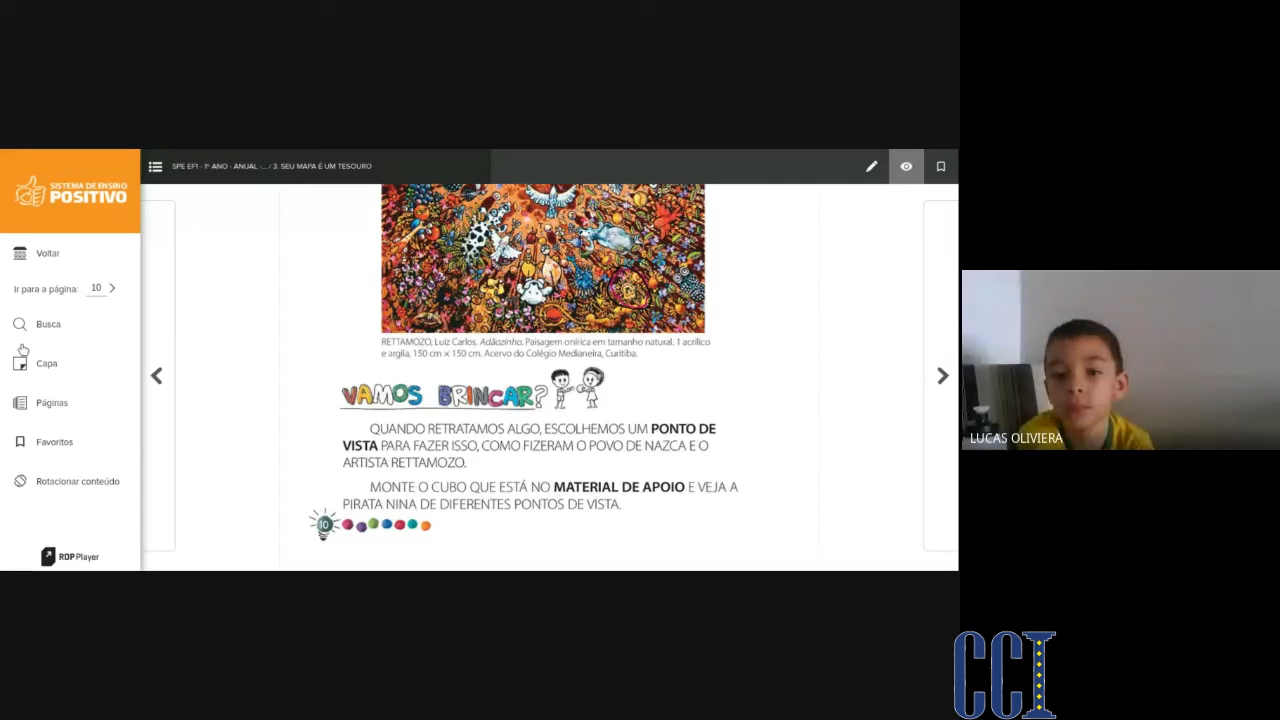 SISTEMA DE ENSINO
POSITIVO
SPE EF1 - 1º ANO - ANUAL -... / 3. SEU MAPA É UM TESOURO
Voltar
Ir para a página: 10
Busca
Capa
Páginas
Favoritos
Rotacionar conteúdo
RDP Player
RETTAMOZO, Luiz Carlos. Adãozinho. Paisagem onírica em tamanho natural. 1 acrílico
e argila, 150 cm × 150 cm. Acervo do Colégio Medianeira, Curitiba.
VAMOS BRINCAR?
QUANDO RETRATAMOS ALGO, ESCOLHEMOS UM PONTO DE
VISTA PARA FAZER ISSO, COMO FIZERAM O POVO DE NAZCA E O
ARTISTA RETTAMOZO.
MONTE O CUBO QUE ESTÁ NO MATERIAL DE APOIO E VEJA A
PIRATA NINA DE DIFERENTES PONTOS DE VISTA.
10
LUCAS OLIVIERA
CCI